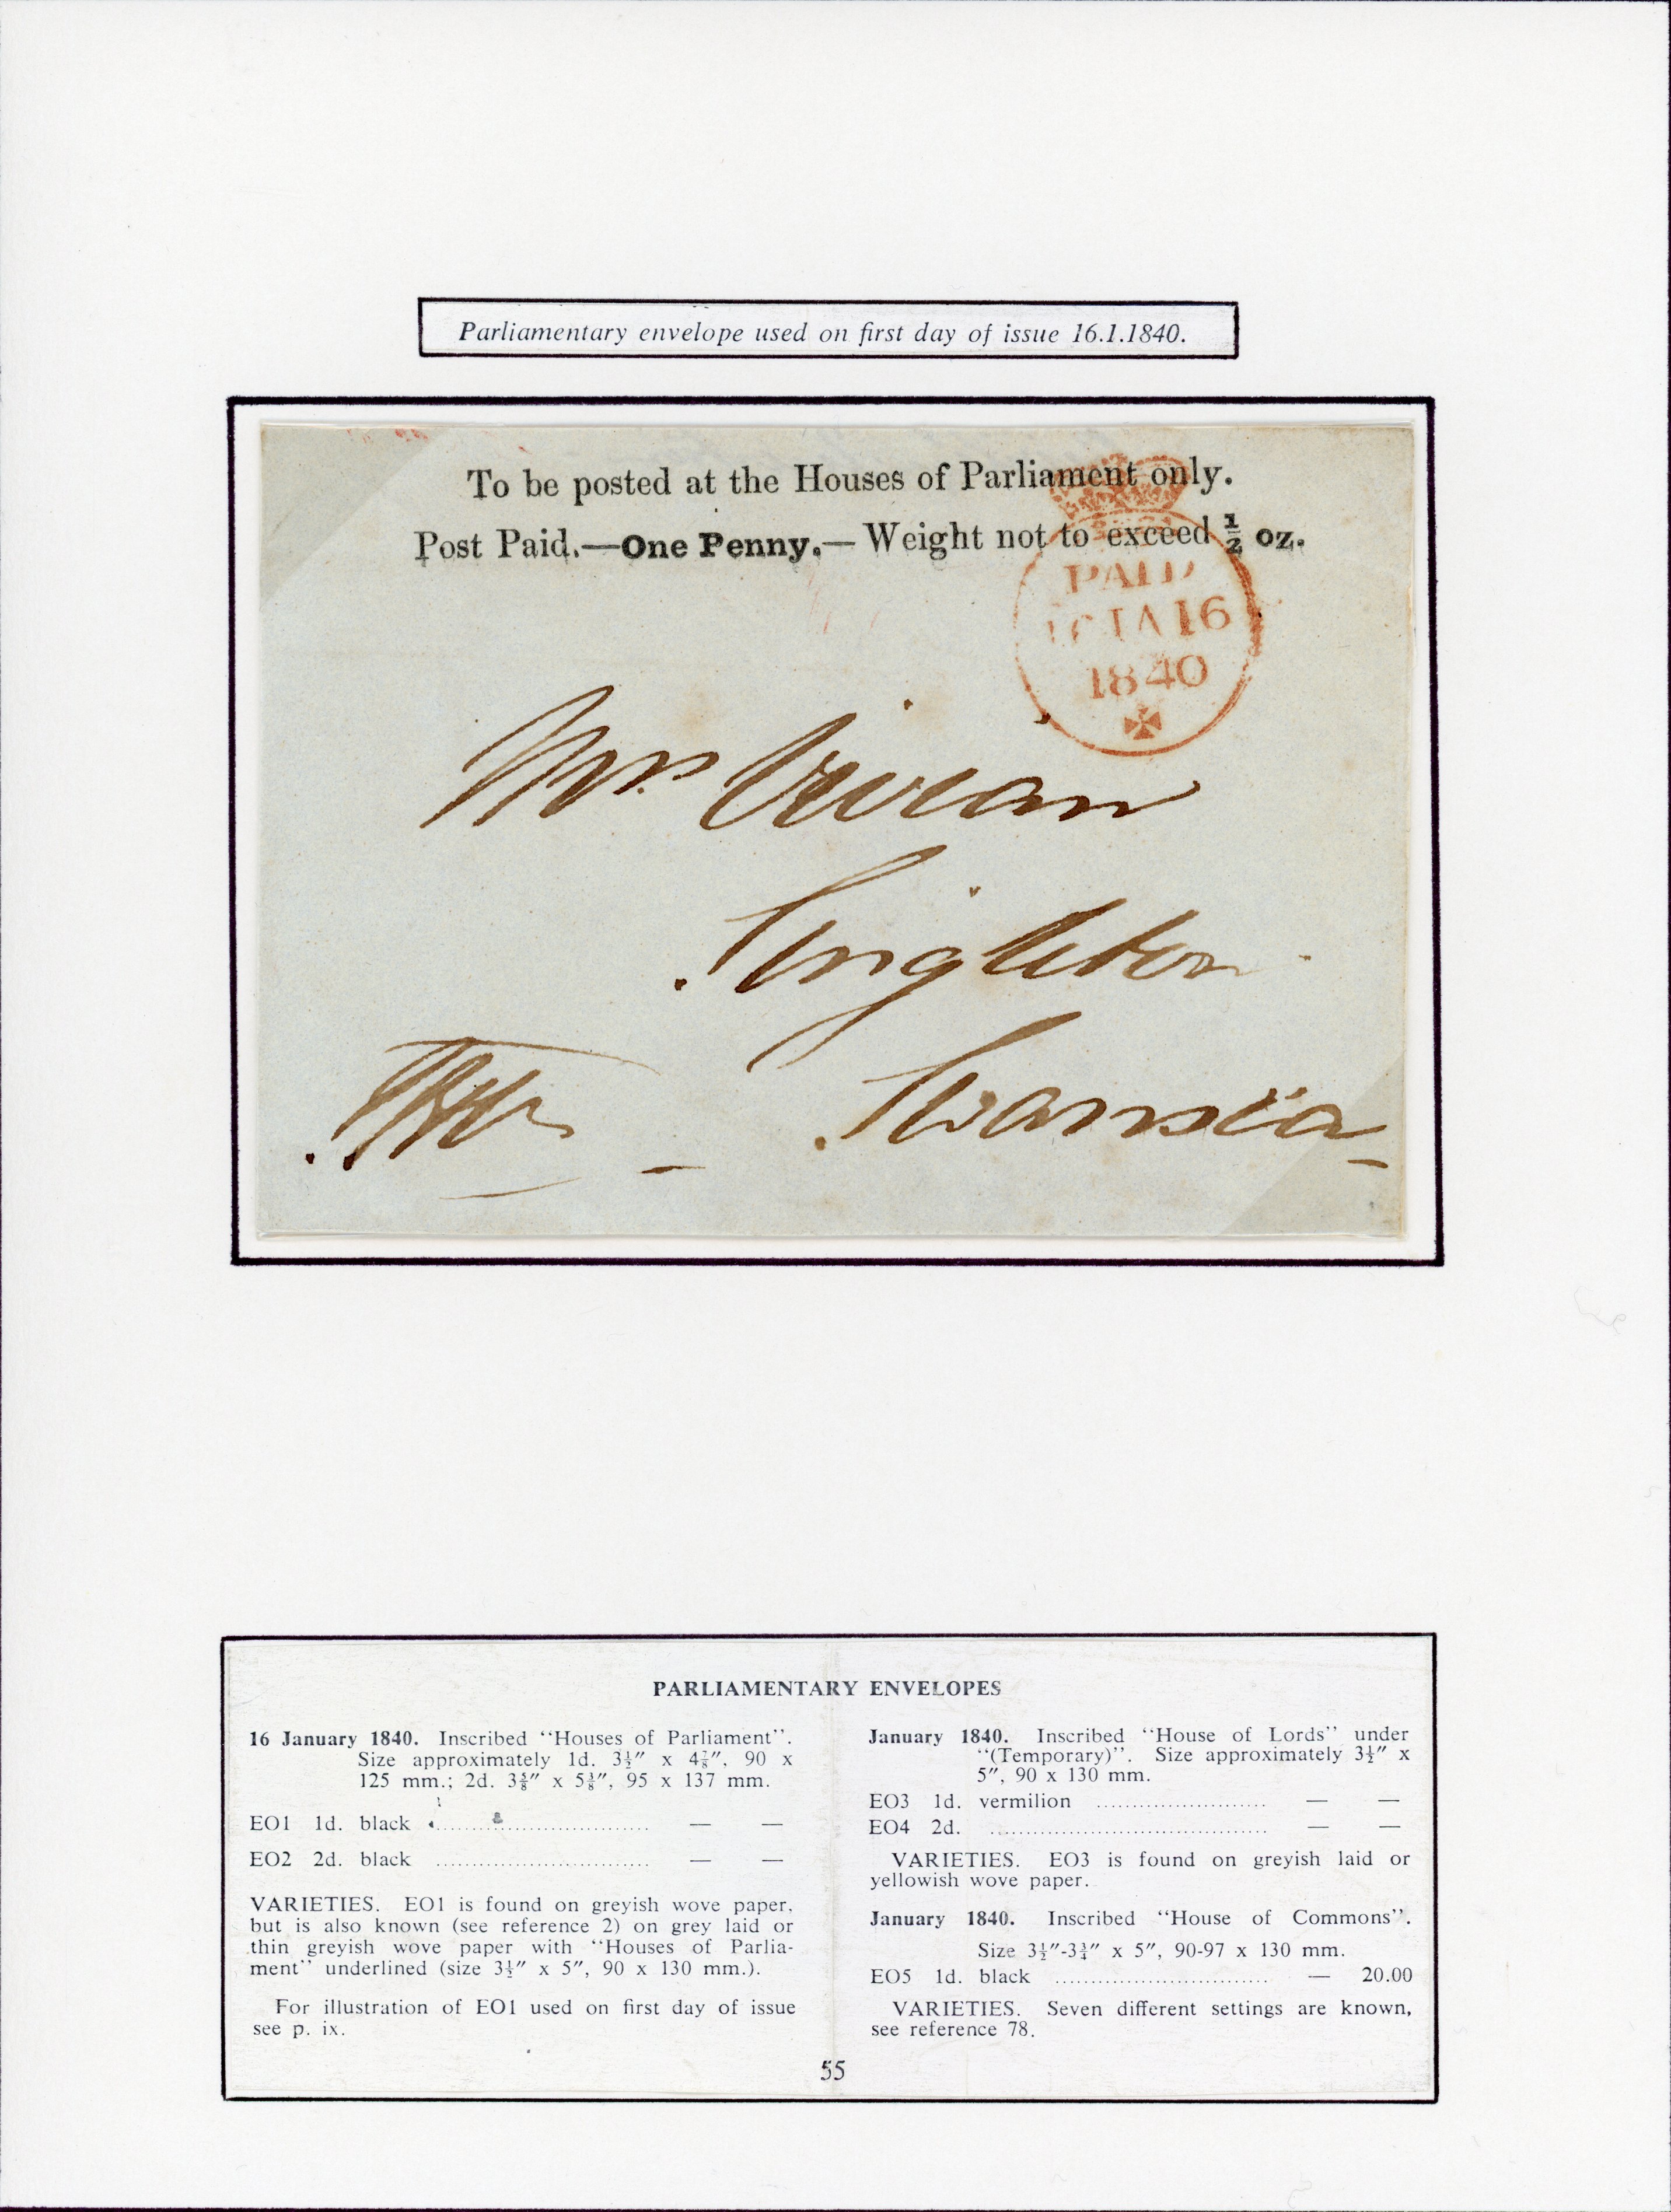 Parliamentary envelope used on first day of issue 16.1.1840.
To be posted at the Houses of Parliament only.
Post Paid.—One Penny.— Weight not to exceed ½ oz.
PAID
JA 16
1840
Mrs. Vivian
Singleton
Swansea
PARLIAMENTARY ENVELOPES
16 January 1840. Inscribed “Houses of Parliament”.
Size approximately 1d. 3½″ x 4⅞″, 90 x
125 mm.; 2d. 3⅝″ x 5⅜″, 95 x 137 mm.
EO1 1d. black .............................. — —
EO2 2d. black .............................. — —
VARIETIES. EO1 is found on greyish wove paper,
but is also known (see reference 2) on grey laid or
thin greyish wove paper with “Houses of Parlia-
ment” underlined (size 3½″ x 5″, 90 x 130 mm.).
For illustration of EO1 used on first day of issue
see p. ix.
January 1840. Inscribed “House of Lords” under
“(Temporary)”. Size approximately 3½″ x
5″, 90 x 130 mm.
EO3 1d. vermilion ........................ — —
EO4 2d. ....................................... — —
VARIETIES. EO3 is found on greyish laid or
yellowish wove paper.
January 1840. Inscribed “House of Commons”.
Size 3½″-3¾″ x 5″, 90-97 x 130 mm.
EO5 1d. black .............................. — 20.00
VARIETIES. Seven different settings are known,
see reference 78.
55